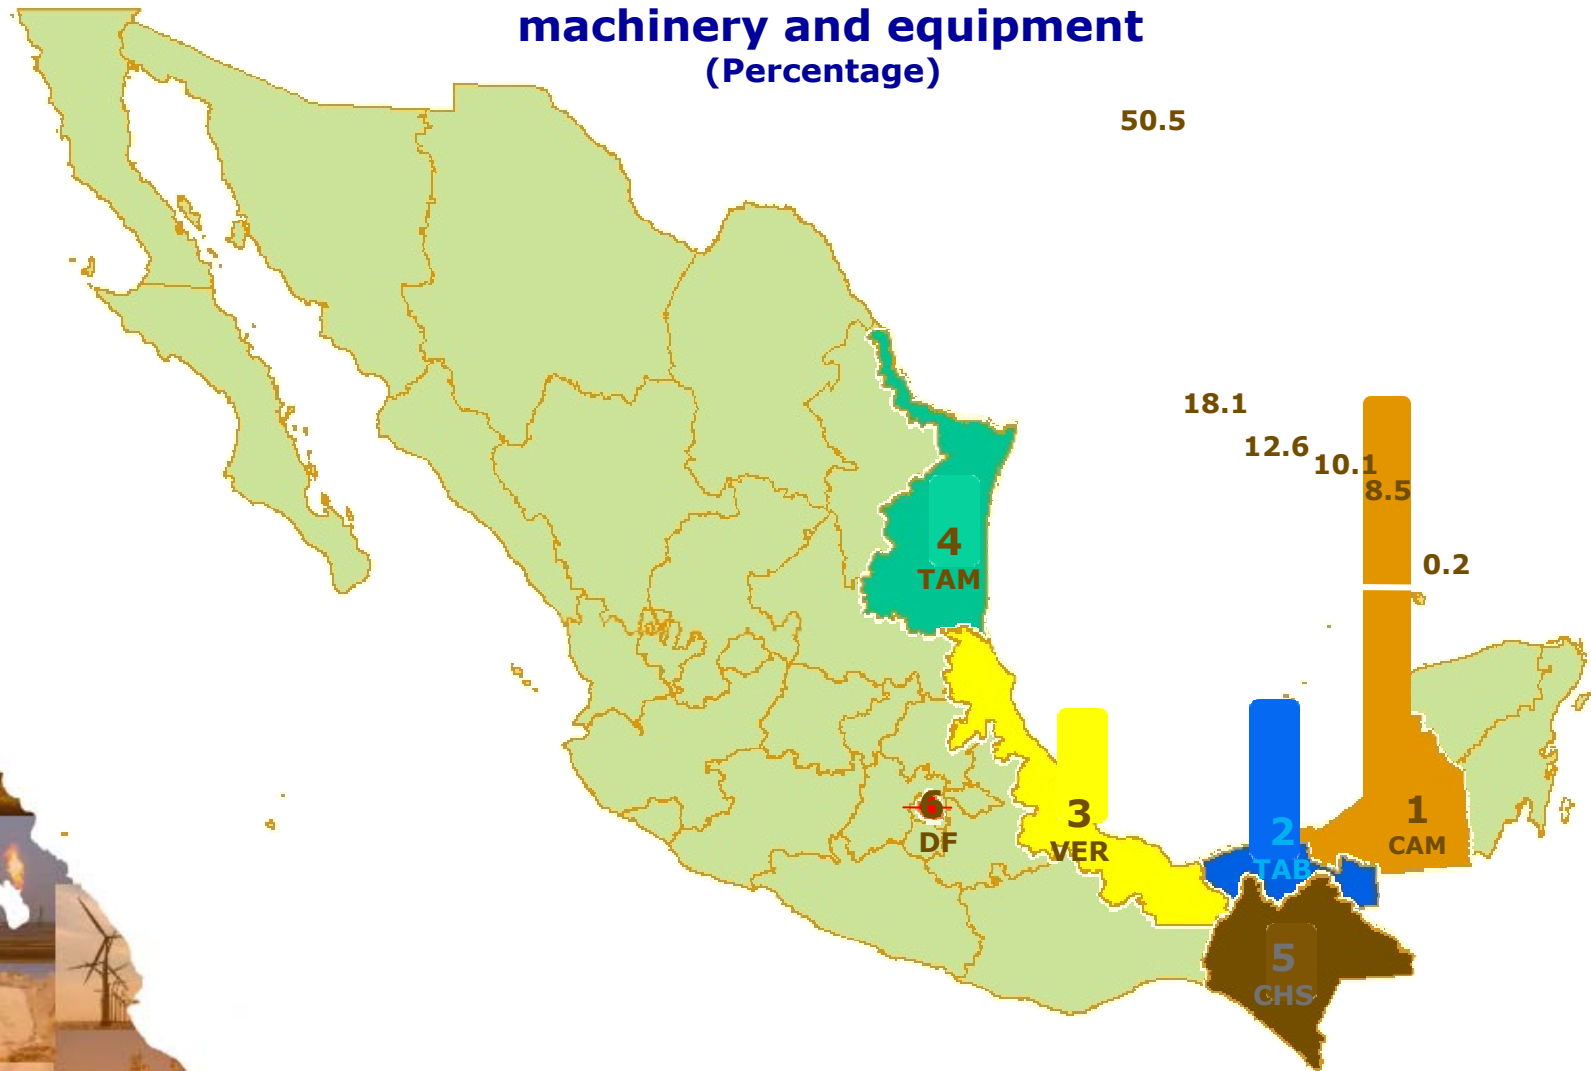 machinery and equipment
(Percentage)
50.5
18.1
12.6
10.1
8.5
0.2
4
TAM
6
DF
3
VER
2
TAB
1
CAM
5
CHS